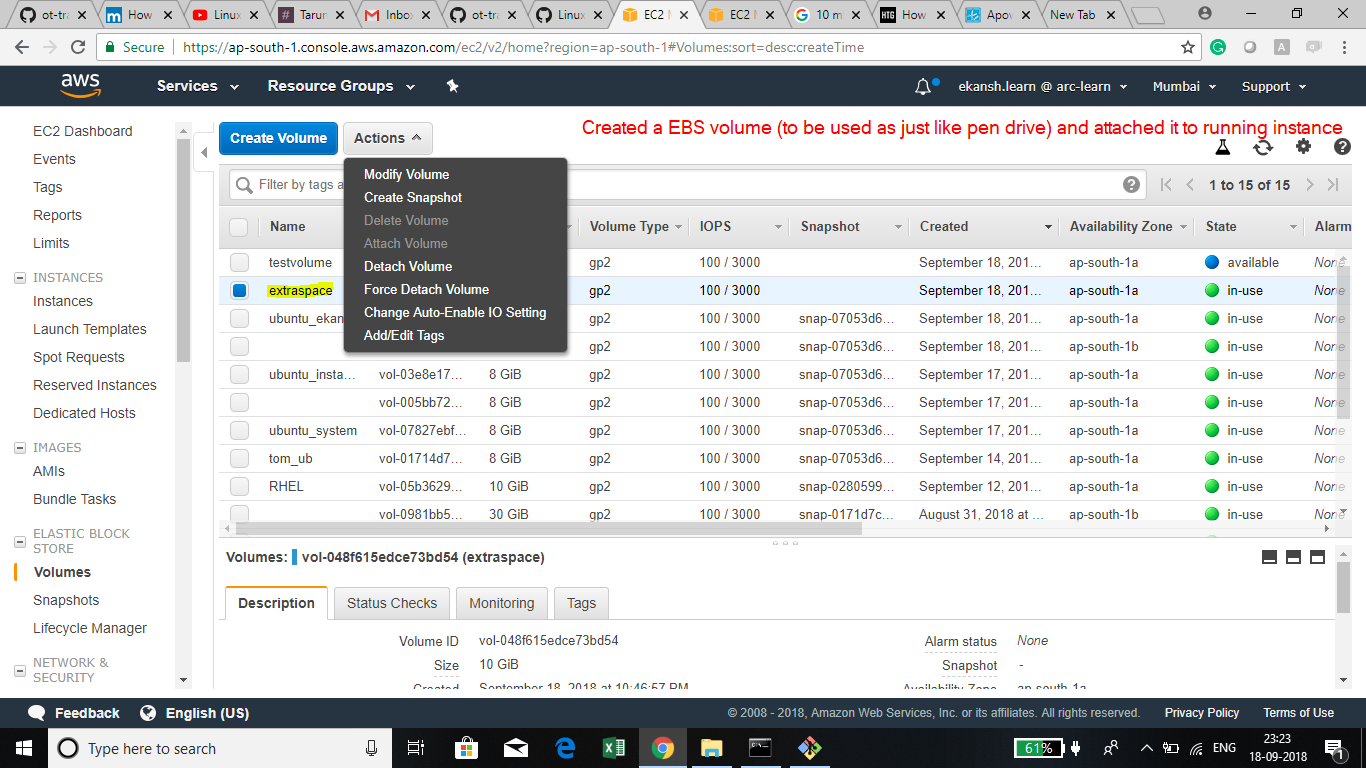 ot-tra
How
Linux
Tarun
Inbox
ot-tra
Linux
EC2 M
EC2 M
10 m
HTG How
Apow
New Tab
Secure https://ap-south-1.console.aws.amazon.com/ec2/v2/home?region=ap-south-1#Volumes:sort=desc:createTime
aws Services Resource Groups ekansh.learn @ arc-learn Mumbai Support
EC2 Dashboard
Events
Tags
Reports
Limits
INSTANCES
Instances
Launch Templates
Spot Requests
Reserved Instances
Dedicated Hosts
IMAGES
AMIs
Bundle Tasks
ELASTIC BLOCK
STORE
Volumes
Snapshots
Lifecycle Manager
NETWORK &
SECURITY
Create Volume Actions
Created a EBS volume (to be used as just like pen drive) and attached it to running instance
Modify Volume
Create Snapshot
Delete Volume
Attach Volume
Detach Volume
Force Detach Volume
Change Auto-Enable IO Setting
Add/Edit Tags
Filter by tags a 1 to 15 of 15
Name Volume Type IOPS Snapshot Created Availability Zone State Alarm
testvolume gp2 100 / 3000 September 18, 201... ap-south-1a available None
extraspace gp2 100 / 3000 September 18, 201... ap-south-1a in-use None
ubuntu_ekan gp2 100 / 3000 snap-07053d6... September 18, 201... ap-south-1a in-use None
gp2 100 / 3000 snap-07053d6... September 18, 201... ap-south-1b in-use None
ubuntu_insta... vol-03e8e17... 8 GiB gp2 100 / 3000 snap-07053d6... September 17, 201... ap-south-1a in-use None
vol-005bb72... 8 GiB gp2 100 / 3000 snap-07053d6... September 17, 201... ap-south-1a in-use None
ubuntu_system vol-07827ebf... 8 GiB gp2 100 / 3000 snap-07053d6... September 17, 201... ap-south-1a in-use None
tom_ub vol-01714d7... 8 GiB gp2 100 / 3000 snap-07053d6... September 14, 201... ap-south-1a in-use None
RHEL vol-05b3629... 10 GiB gp2 100 / 3000 snap-0280599... September 12, 201... ap-south-1a in-use None
vol-0981bb5... 30 GiB gp2 100 / 3000 snap-0171d7c... August 31, 2018 at ... ap-south-1b in-use None
Volumes: vol-048f615edce73bd54 (extraspace)
Description Status Checks Monitoring Tags
Volume ID vol-048f615edce73bd54 Alarm status None
Size 10 GiB Snapshot -
Created September 18, 2018 at 10:46:57 PM Availability Zone ap-south-1a
Feedback English (US) © 2008 - 2018, Amazon Web Services, Inc. or its affiliates. All rights reserved. Privacy Policy Terms of Use
Type here to search 61% ENG 23:23
18-09-2018 1